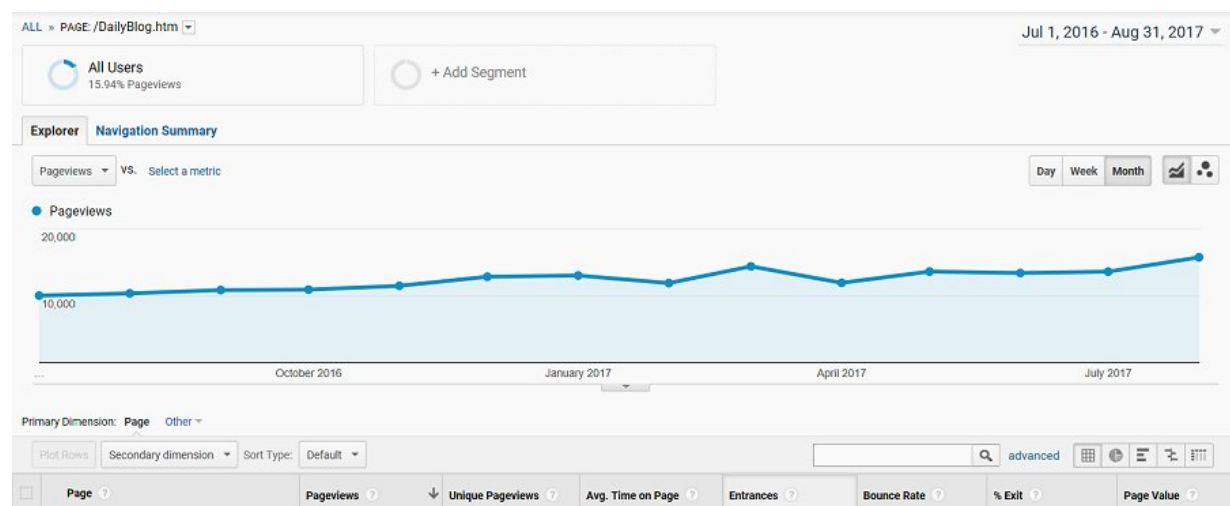 ALL » PAGE: /DailyBlog.htm
Jul 1, 2016 - Aug 31, 2017
All Users
15.94% Pageviews
+ Add Segment
Explorer Navigation Summary
Pageviews VS. Select a metric
Day Week Month
Pageviews
20,000
10,000
... October 2016 January 2017 April 2017 July 2017
Primary Dimension: Page Other
Plot Rows Secondary dimension Sort Type: Default advanced
Page ? Pageviews ? Unique Pageviews ? Avg. Time on Page ? Entrances ? Bounce Rate ? % Exit ? Page Value ?